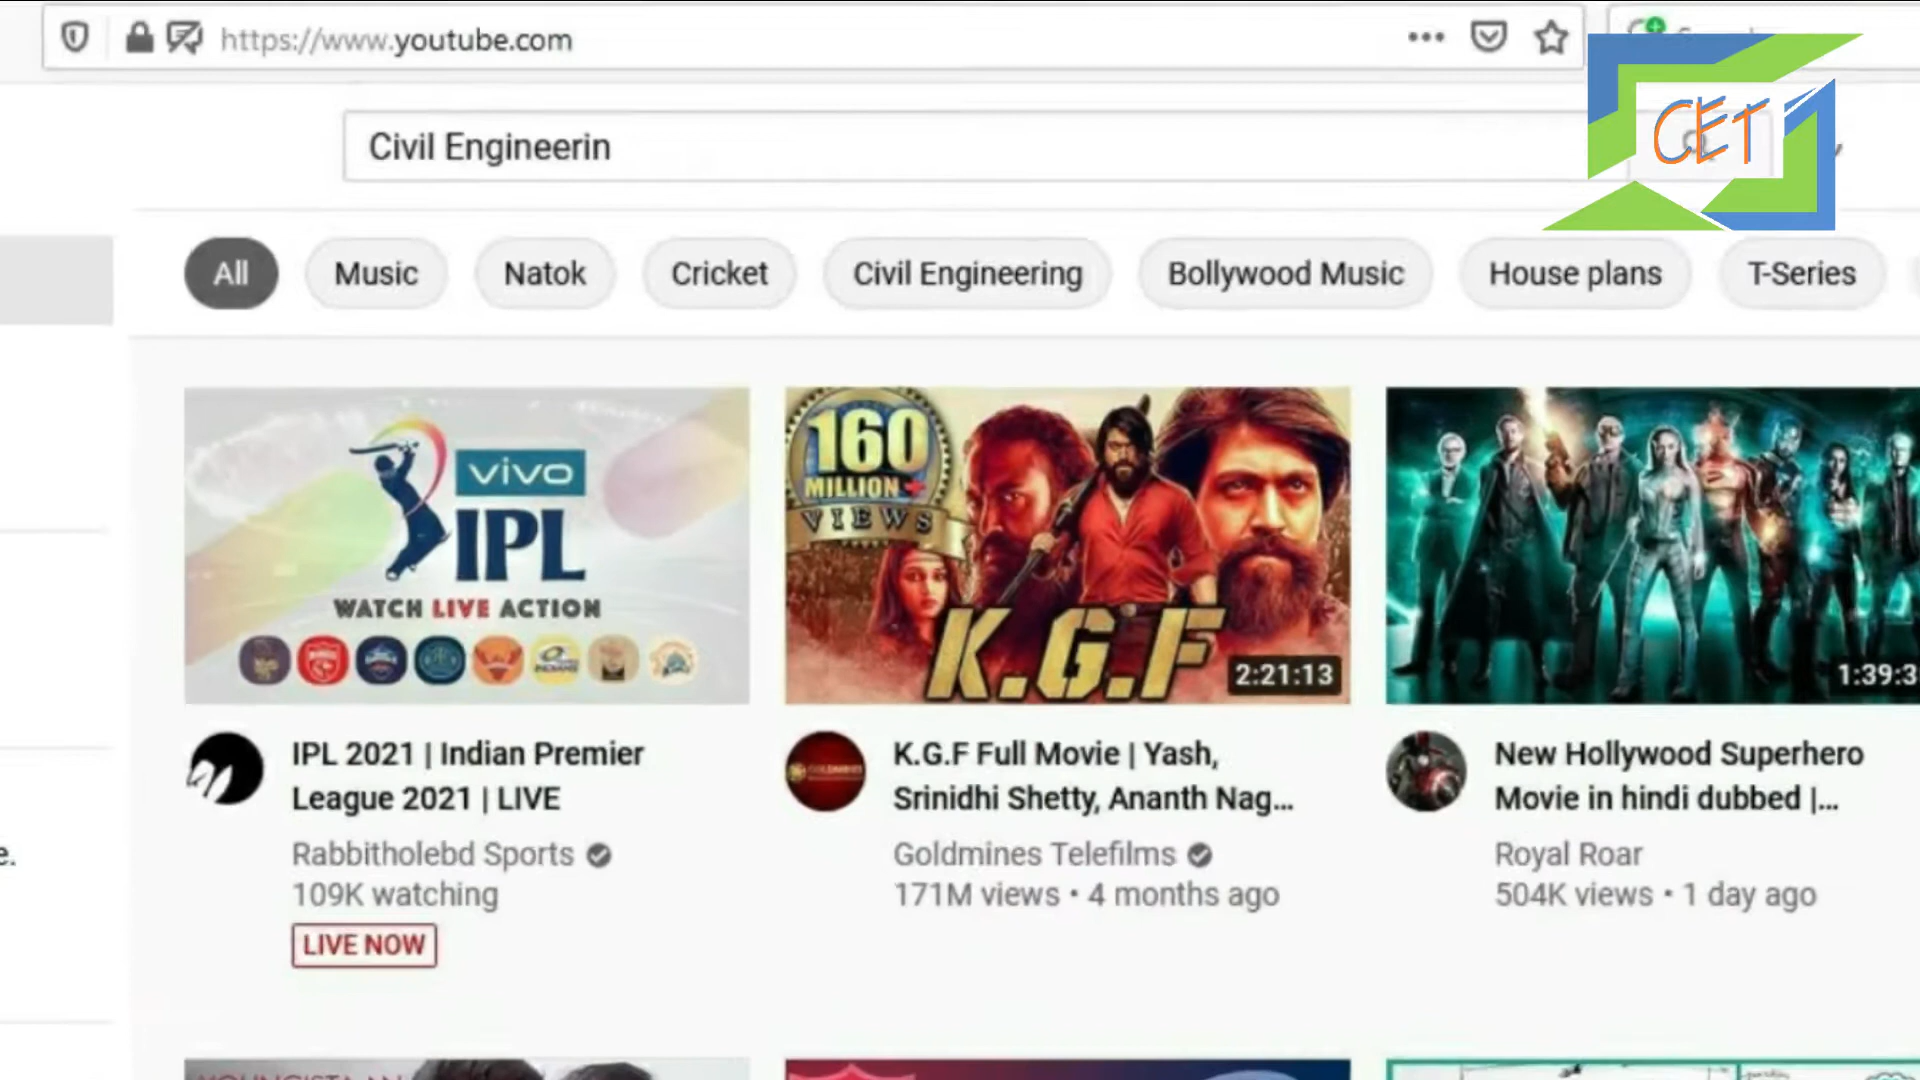 https://www.youtube.com
Civil Engineerin
CET
All
Music
Natok
Cricket
Civil Engineering
Bollywood Music
House plans
T-Series
vivo
IPL
WATCH LIVE ACTION
160
MILLION+
VIEWS
K.G.F
2:21:13
1:39:3
IPL 2021 | Indian Premier
League 2021 | LIVE
Rabbitholebd Sports
109K watching
LIVE NOW
K.G.F Full Movie | Yash,
Srinidhi Shetty, Ananth Nag...
Goldmines Telefilms
171M views • 4 months ago
New Hollywood Superhero
Movie in hindi dubbed |...
Royal Roar
504K views • 1 day ago
e.